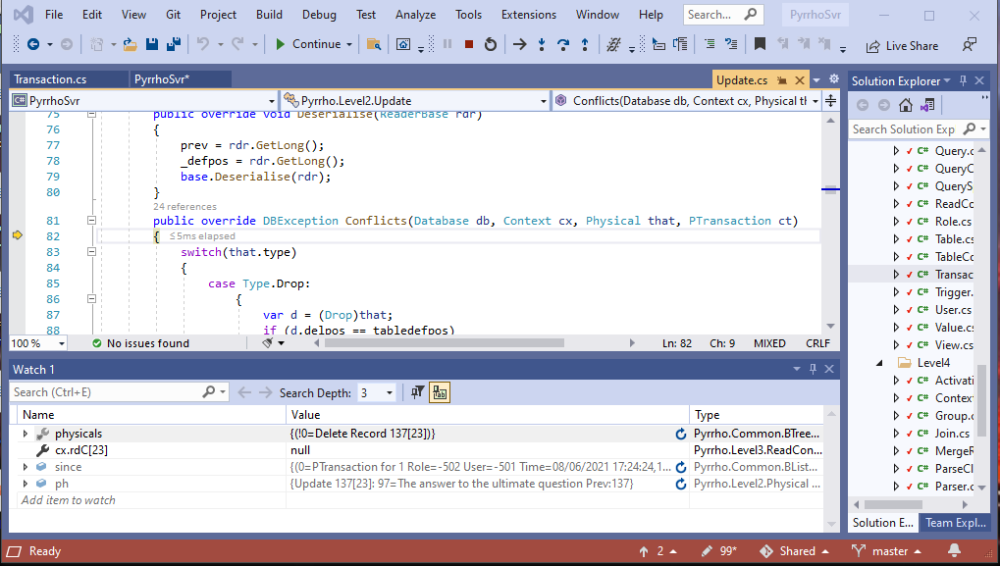 File Edit View Git Project Build Debug Test Analyze Tools Extensions Window Help Search... PyrrhoSvr
Continue Live Share
Transaction.cs PyrrhoSvr* Update.cs
PyrrhoSvr Pyrrho.Level2.Update Conflicts(Database db, Context cx, Physical th
75 public override void Deserialise(ReaderBase rdr)
76 {
77 prev = rdr.GetLong();
78 _defpos = rdr.GetLong();
79 base.Deserialise(rdr);
80 }
24 references
81 public override DBException Conflicts(Database db, Context cx, Physical that, PTransaction ct)
82 { ≤5ms elapsed
83 switch(that.type)
84 {
85 case Type.Drop:
86 {
87 var d = (Drop)that;
88 if (d.delpos == tabledefpos)
100 % No issues found Ln: 82 Ch: 9 MIXED CRLF
Watch 1
Search (Ctrl+E) Search Depth: 3
Name Value Type
physicals {(!0=Delete Record 137[23])} Pyrrho.Common.BTree...
cx.rdC[23] null Pyrrho.Level3.ReadCon...
since {(0=PTransaction for 1 Role=-502 User=-501 Time=08/06/2021 17:24:24,1... Pyrrho.Common.BList...
ph {Update 137[23]: 97=The answer to the ultimate question Prev:137} Pyrrho.Level2.Physical ...
Add item to watch
Solution Explorer
Search Solution Exp
C# Query.c
C# QueryC
C# QueryS
C# ReadCo
C# Role.cs
C# Table.cs
C# TableCo
C# Transac
C# Trigger.
C# User.cs
C# Value.cs
C# View.cs
Level4
C# Activati
C# Context
C# Group.c
C# Join.cs
C# MergeR
C# ParseCl
C# Parser.c
Solution E... Team Expl...
Ready 2 99* Shared master